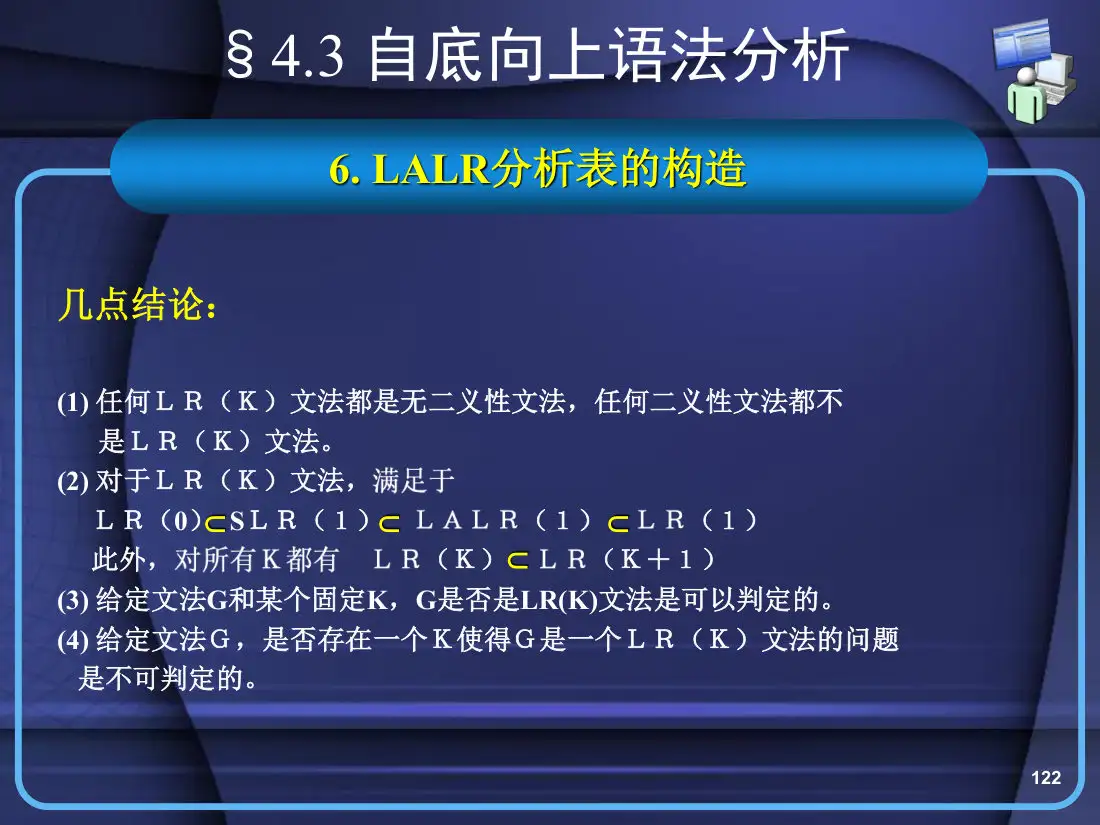 §4.3 自底向上语法分析
6. LALR分析表的构造
几点结论：
(1) 任何ＬＲ（Ｋ）文法都是无二义性文法，任何二义性文法都不
是ＬＲ（Ｋ）文法。
(2) 对于ＬＲ（Ｋ）文法，满足于
ＬＲ（0）⊂SＬＲ（１）⊂ ＬＡＬＲ（１）⊂ＬＲ（１）
此外，对所有Ｋ都有 ＬＲ（Ｋ）⊂ＬＲ（Ｋ＋１）
(3) 给定文法G和某个固定K，G是否是LR(K)文法是可以判定的。
(4) 给定文法Ｇ，是否存在一个Ｋ使得Ｇ是一个ＬＲ（Ｋ）文法的问题
是不可判定的。
122